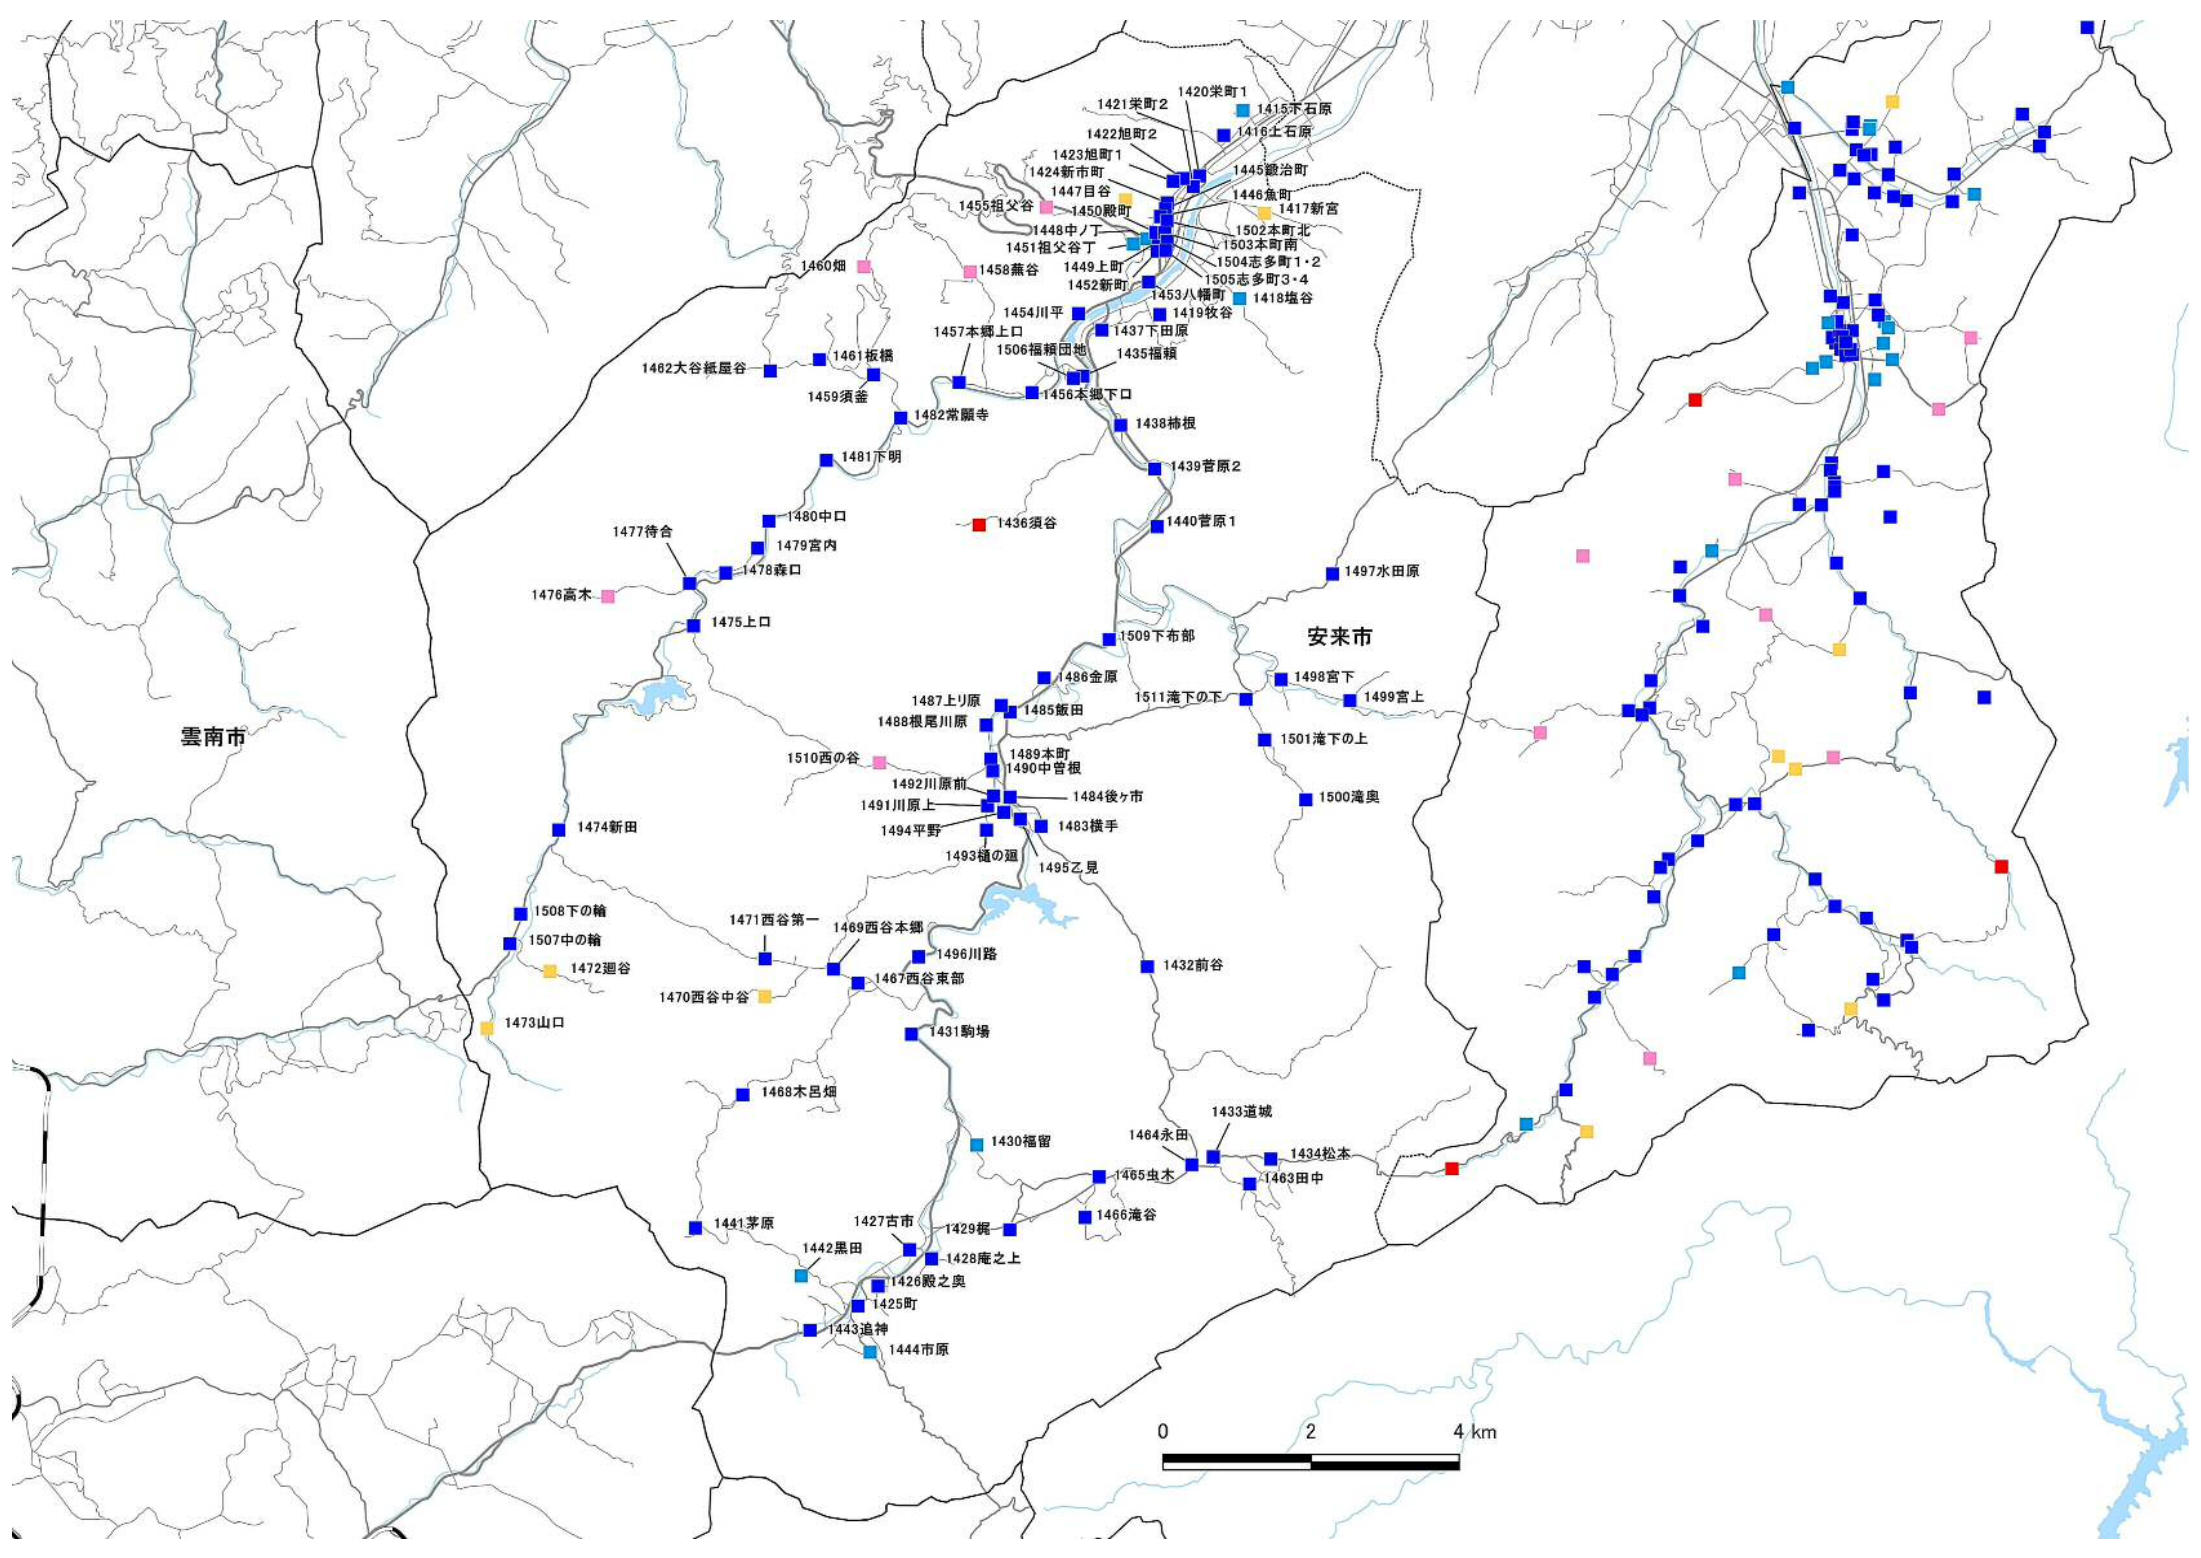 1420栄町1
1421栄町2
1415下石原
1422旭町2
1416上石原
1423旭町1
1424新市町
1445鍛治町
1447目谷
1446魚町
1455祖父谷
1450殿町
1417新宮
1448中ノ丁
1502本町北
1451祖父谷丁
1503本町南
1449上町
1504志多町1・2
1460畑
1458蕪谷
1452新町
1505志多町3・4
1453八幡町
1418塩谷
1454川平
1419牧谷
1457本郷上口
1437下田原
1506福頼団地
1435福頼
1461板橋
1462大谷紙屋谷
1459須釜
1456本郷下口
1482常願寺
1438柿根
1481下明
1439菅原2
1480中口
1436須谷
1440菅原1
1477待合
1479宮内
1478森口
1497水田原
1476高木
1475上口
1509下布部
安来市
1486金原
1498宮下
1487上リ原
1511滝下の下
1499宮上
1485飯田
1488根尾川原
雲南市
1501滝下の上
1510西の谷
1489本町
1490中曽根
1492川原前
1484後ヶ市
1500滝奥
1491川原上
1474新田
1494平野
1483横手
1493樋の廻
1495乙見
1508下の輪
1471西谷第一
1469西谷本郷
1507中の輪
1496川路
1472廻谷
1432前谷
1467西谷東部
1470西谷中谷
1473山口
1431駒場
1468木呂畑
1433道城
1430福留
1464永田
1434松本
1465虫木
1463田中
1441茅原
1427古市
1429梶
1466滝谷
1442黒田
1428庵之上
1426殿之奥
1425町
1443追神
1444市原
0 2 4 km